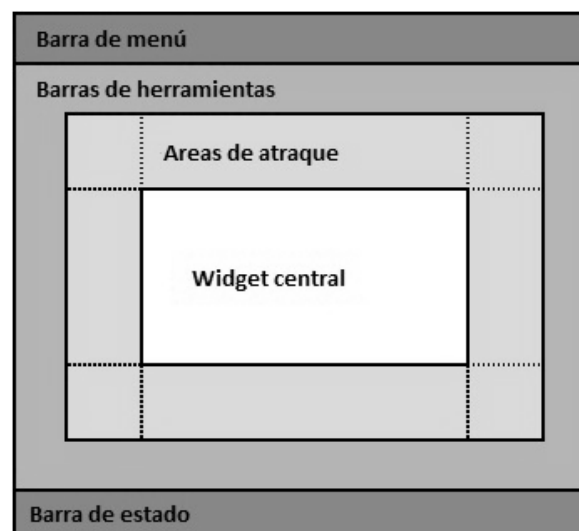 Barra de menú
Barras de herramientas
Areas de atraque
Widget central
Barra de estado